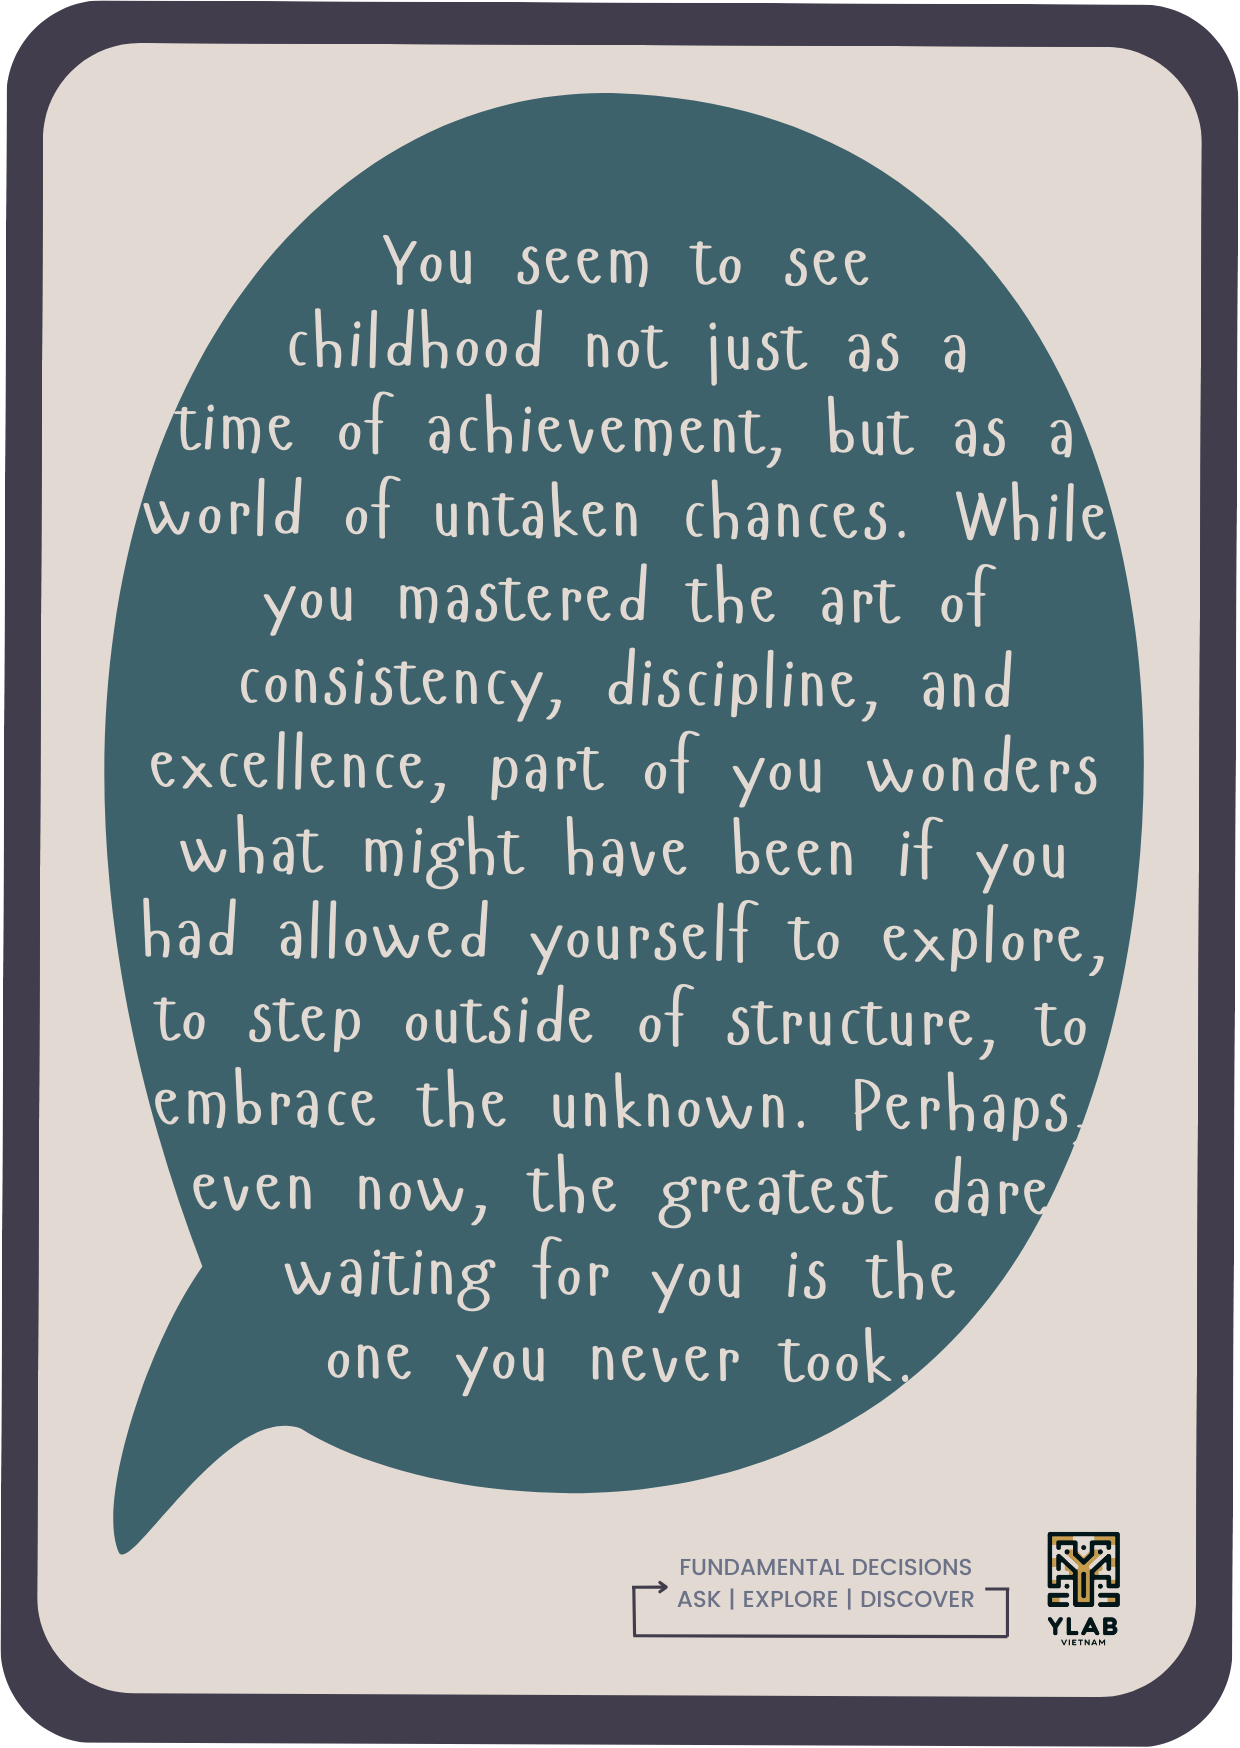 You seem to see
childhood not just as a
time of achievement, but as a
world of untaken chances. While
you mastered the art of
consistency, discipline, and
excellence, part of you wonders
what might have been if you
had allowed yourself to explore,
to step outside of structure, to
embrace the unknown. Perhaps,
even now, the greatest dare
waiting for you is the
one you never took.
FUNDAMENTAL DECISIONS
ASK | EXPLORE | DISCOVER
YLAB
VIETNAM